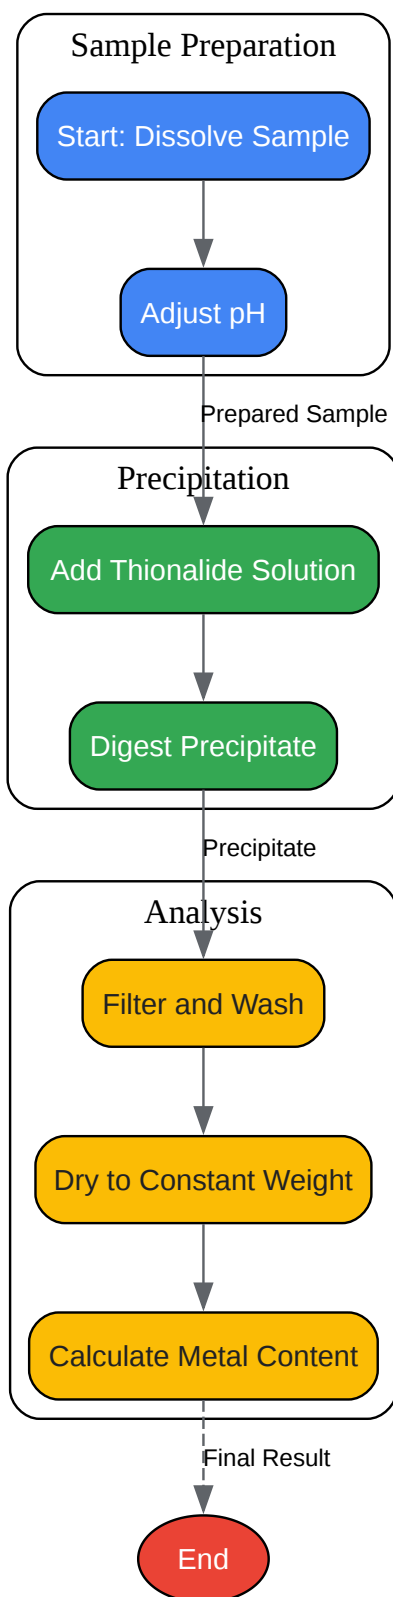 Sample Preparation
Start: Dissolve Sample
Adjust pH
Prepared Sample
Precipitation
Add Thionalide Solution
Digest Precipitate
Precipitate
Analysis
Filter and Wash
Dry to Constant Weight
Calculate Metal Content
Final Result
End